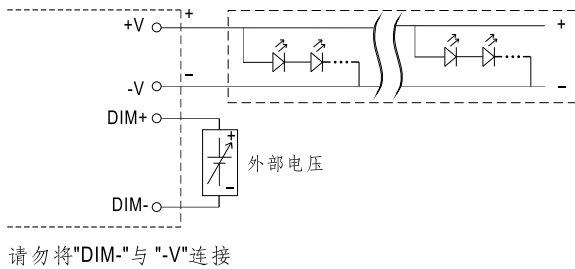 +V
+
+
-V
−
−
DIM+
+
外部电压
−
DIM-
请勿将"DIM-"与 "-V"连接